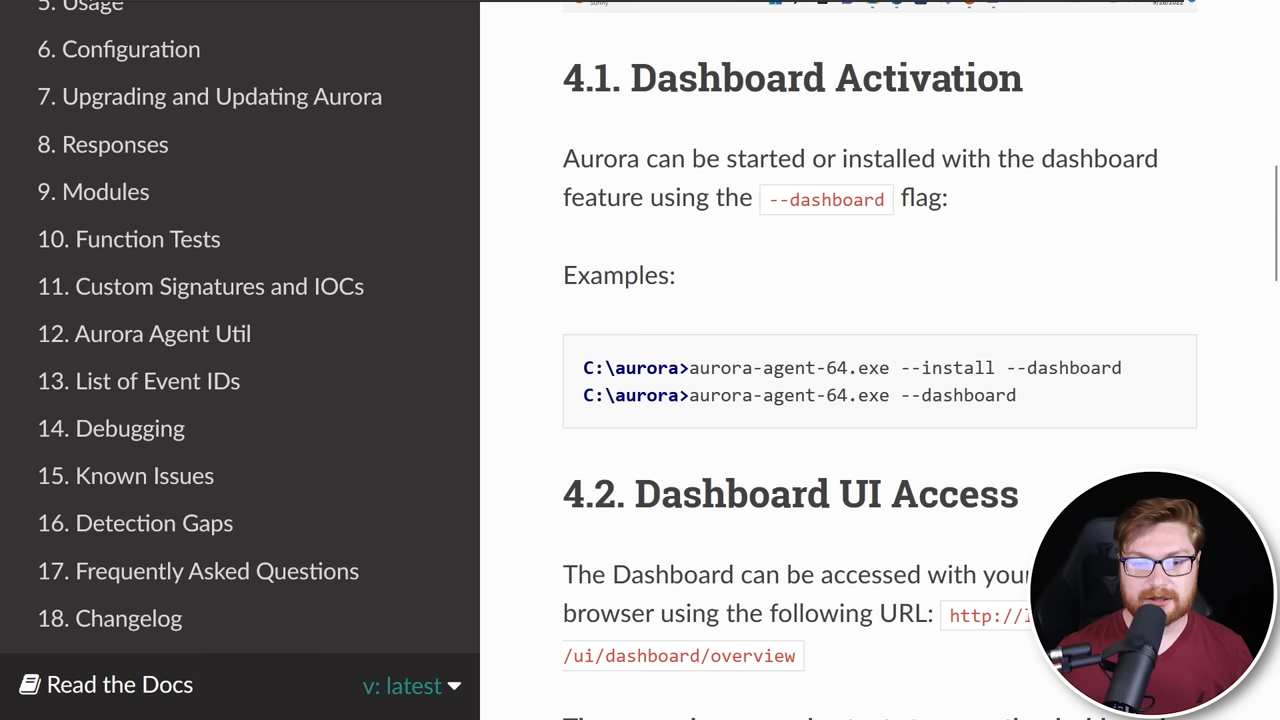 5. Usage
6. Configuration
7. Upgrading and Updating Aurora
8. Responses
9. Modules
10. Function Tests
11. Custom Signatures and IOCs
12. Aurora Agent Util
13. List of Event IDs
14. Debugging
15. Known Issues
16. Detection Gaps
17. Frequently Asked Questions
18. Changelog
Read the Docs
v: latest
4.1. Dashboard Activation
Aurora can be started or installed with the dashboard
feature using the --dashboard flag:
Examples:
C:\aurora>aurora-agent-64.exe --install --dashboard
C:\aurora>aurora-agent-64.exe --dashboard
4.2. Dashboard UI Access
The Dashboard can be accessed with your
browser using the following URL: http://
/ui/dashboard/overview